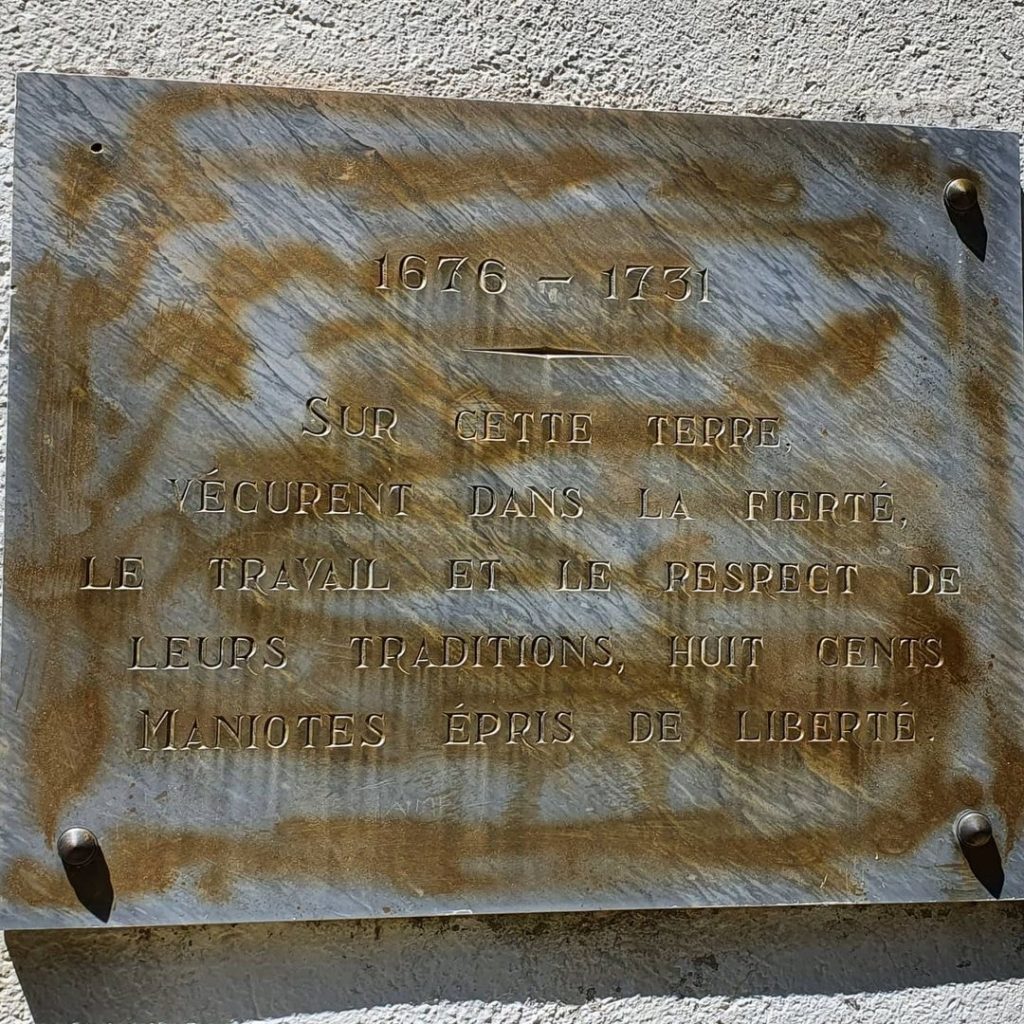 1676 – 1731
SUR CETTE TERRE,
VÉCURENT DANS LA FIERTÉ,
LE TRAVAIL ET LE RESPECT DE
LEURS TRADITIONS, HUIT CENTS
MANIOTES ÉPRIS DE LIBERTÉ.